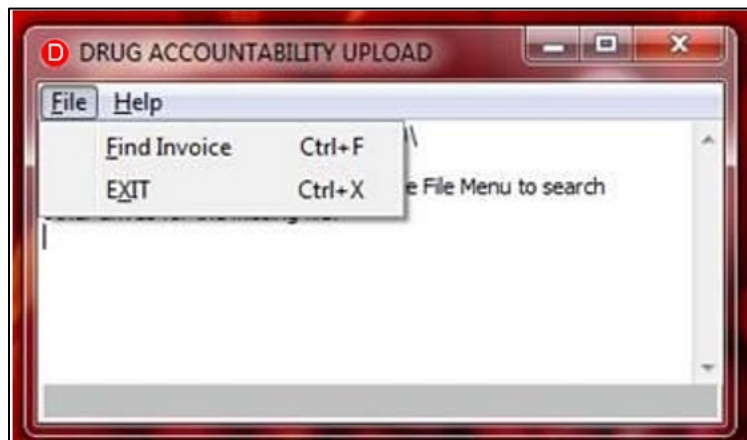 D DRUG ACCOUNTABILITY UPLOAD
File Help
Find Invoice Ctrl+F
\
EXIT Ctrl+X
e File Menu to search